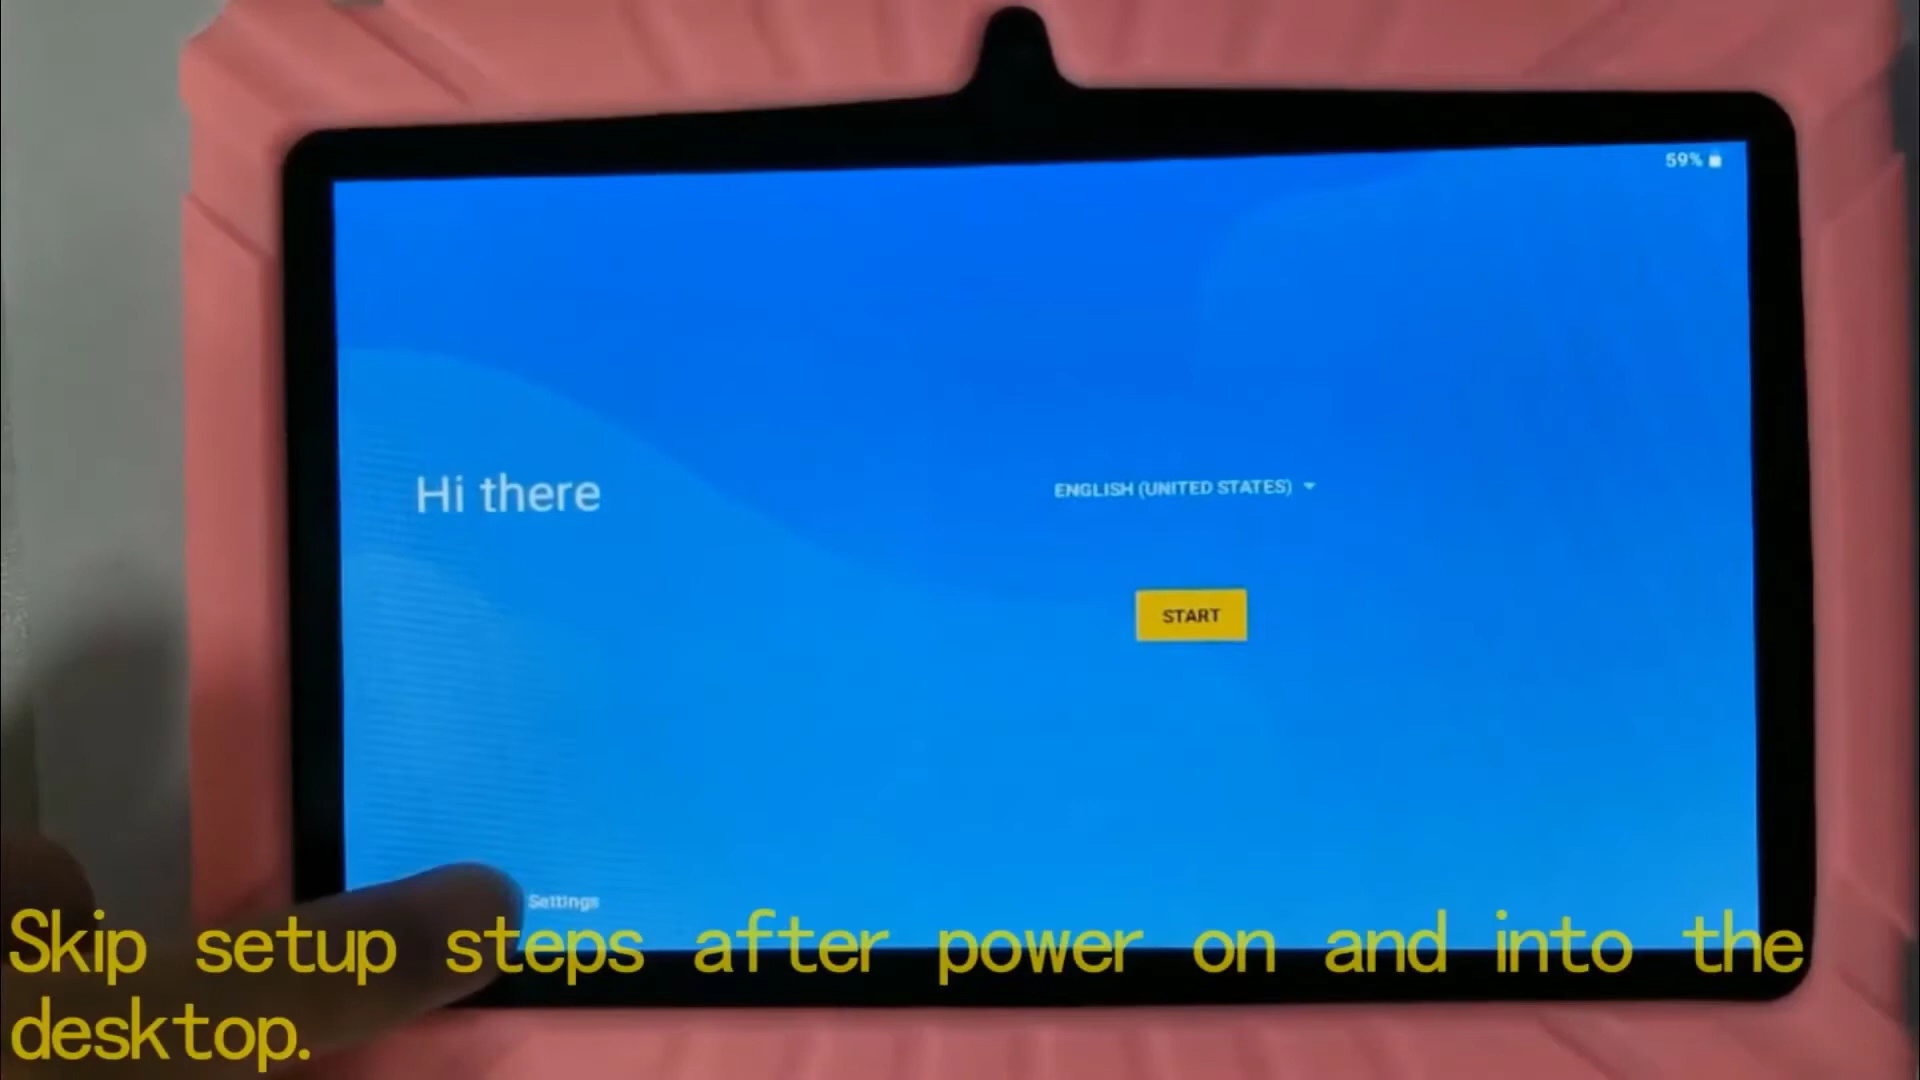 59%
Hi there
ENGLISH (UNITED STATES)
START
Settings
Skip setup steps after power on and into the
desktop.